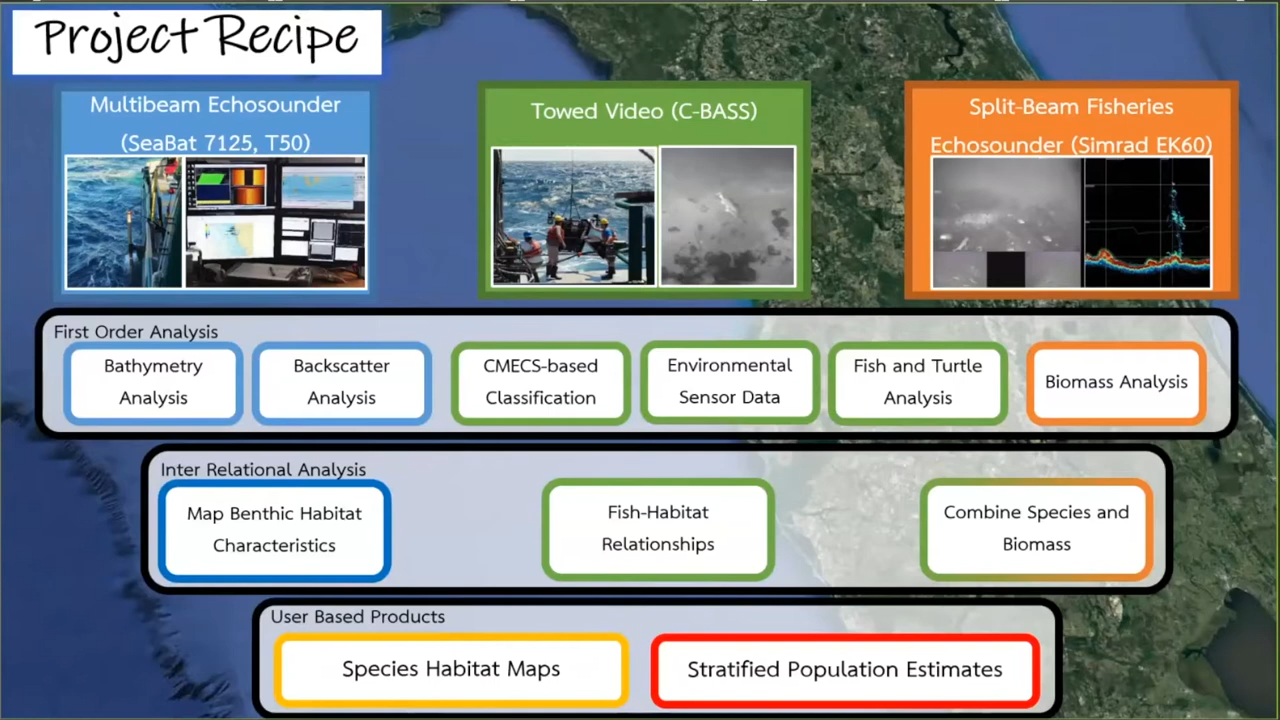 Project Recipe
Multibeam Echosounder
(SeaBat 7125, T50)
Towed Video (C-BASS)
Split-Beam Fisheries
Echosounder (Simrad EK60)
First Order Analysis
Bathymetry
Analysis
Backscatter
Analysis
CMECS-based
Classification
Environmental
Sensor Data
Fish and Turtle
Analysis
Biomass Analysis
Inter Relational Analysis
Map Benthic Habitat
Characteristics
Fish-Habitat
Relationships
Combine Species and
Biomass
User Based Products
Species Habitat Maps
Stratified Population Estimates